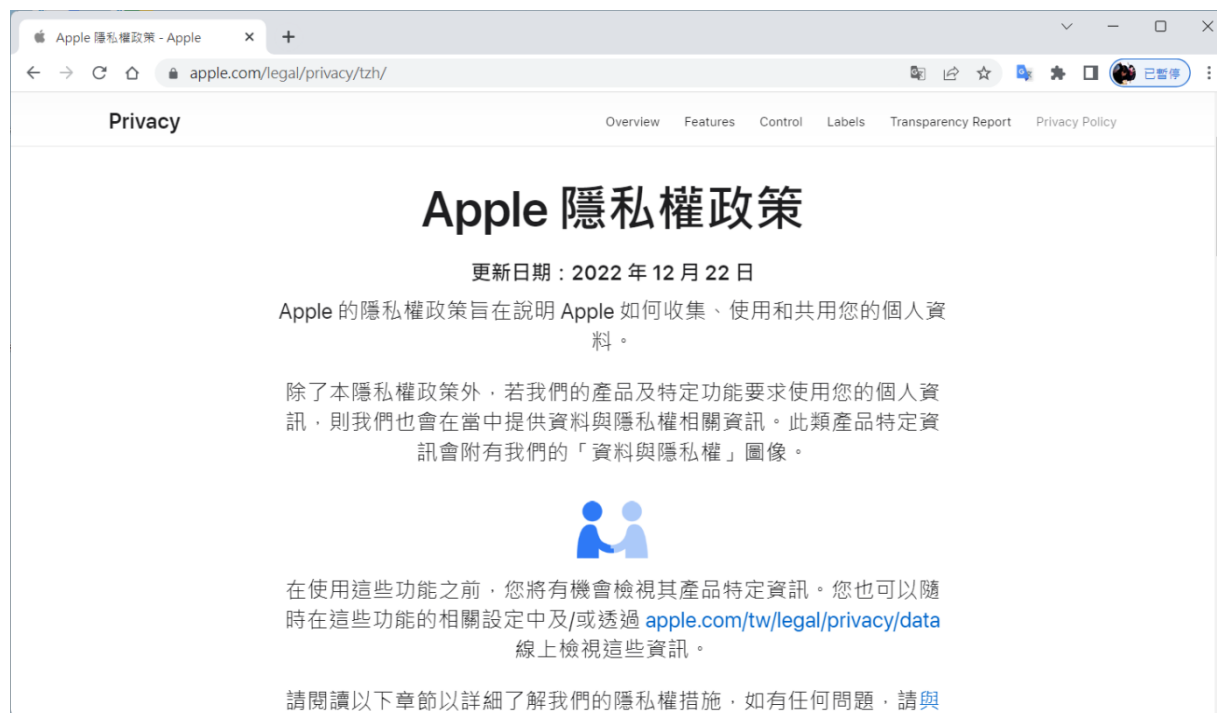 Apple 隱私權政策 - Apple
apple.com/legal/privacy/tzh/
已暫停
Privacy
Overview Features Control Labels Transparency Report Privacy Policy
Apple 隱私權政策
更新日期：2022 年 12 月 22 日
Apple 的隱私權政策旨在說明 Apple 如何收集、使用和共用您的個人資
料。
除了本隱私權政策外，若我們的產品及特定功能要求使用您的個人資
訊，則我們也會在當中提供資料與隱私權相關資訊。此類產品特定資
訊會附有我們的「資料與隱私權」圖像。
在使用這些功能之前，您將有機會檢視其產品特定資訊。您也可以隨
時在這些功能的相關設定中及/或透過 apple.com/tw/legal/privacy/data
線上檢視這些資訊。
請閱讀以下章節以詳細了解我們的隱私權措施，如有任何問題，請與